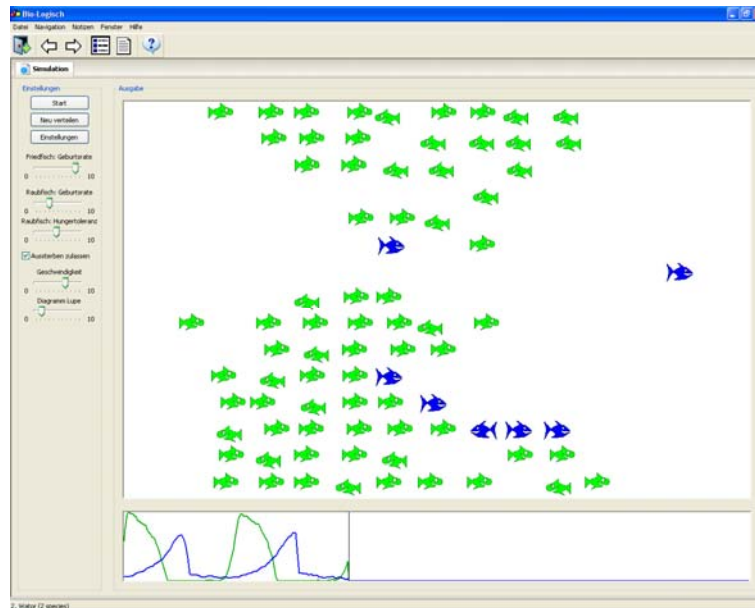 Bio-Logisch
Datei Navigation Notizen Fenster Hilfe
Simulation
Einstellungen
Ausgabe
Start
Neu verteilen
Einstellungen
Friedfisch: Geburtsrate
0 10
Raubfisch: Geburtsrate
0 10
Raubfisch: Hungertoleranz
0 10
Aussterben zulassen
Geschwindigkeit
0 10
Diagramm Lupe
0 10
2. Wator (2 species)